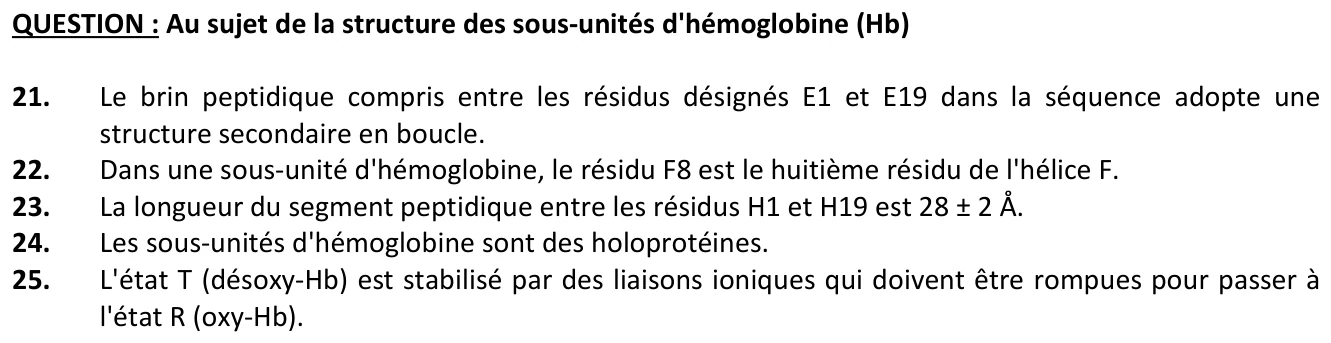 QUESTION : Au sujet de la structure des sous-unités d'hémoglobine (Hb)
21. Le brin peptidique compris entre les résidus désignés E1 et E19 dans la séquence adopte une
structure secondaire en boucle.
22. Dans une sous-unité d'hémoglobine, le résidu F8 est le huitième résidu de l'hélice F.
23. La longueur du segment peptidique entre les résidus H1 et H19 est 28 ± 2 Å.
24. Les sous-unités d'hémoglobine sont des holoprotéines.
25. L'état T (désoxy-Hb) est stabilisé par des liaisons ioniques qui doivent être rompues pour passer à
l'état R (oxy-Hb).